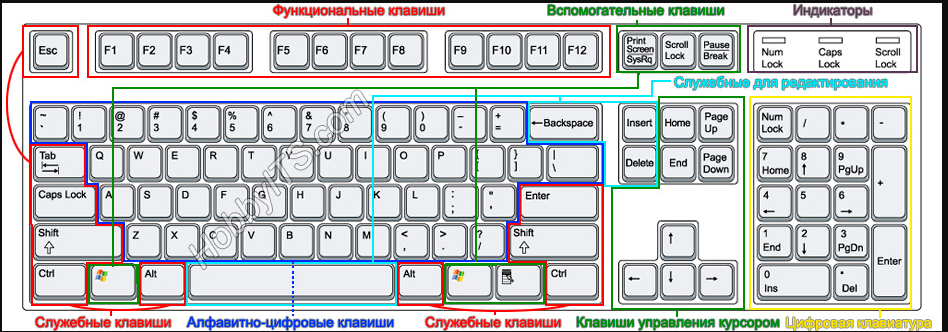 Функциональные клавиши Вспомогательные клавиши Индикаторы
Esc F1 F2 F3 F4 F5 F6 F7 F8 F9 F10 F11 F12
Print Screen SysRq
Scroll Lock
Pause Break
Num Lock
Caps Lock
Scroll Lock
Служебные для редактирования
~ `
! 1
@ 2
# 3
$ 4
% 5
^ 6
& 7
* 8
( 9
) 0
_ -
+ =
←Backspace
Insert Home Page Up
Num Lock / * -
Tab Q W E R T Y U I O P { [ } ] | \
Delete End Page Down
7 Home
8 ↑
9 PgUp
+
Caps Lock A S D F G H J K L : ; " ' Enter
4 ←
5
6 →
Shift ⇧ Z X C V B N M < , > . ? / Shift ⇧
↑
1 End
2 ↓
3 PgDn
Enter
Ctrl Alt Alt Ctrl
← ↓ →
0 Ins
• Del
HobbyITS.com
Служебные клавиши Алфавитно-цифровые клавиши Служебные клавиши Клавиши управления курсором Цифровая клавиатура